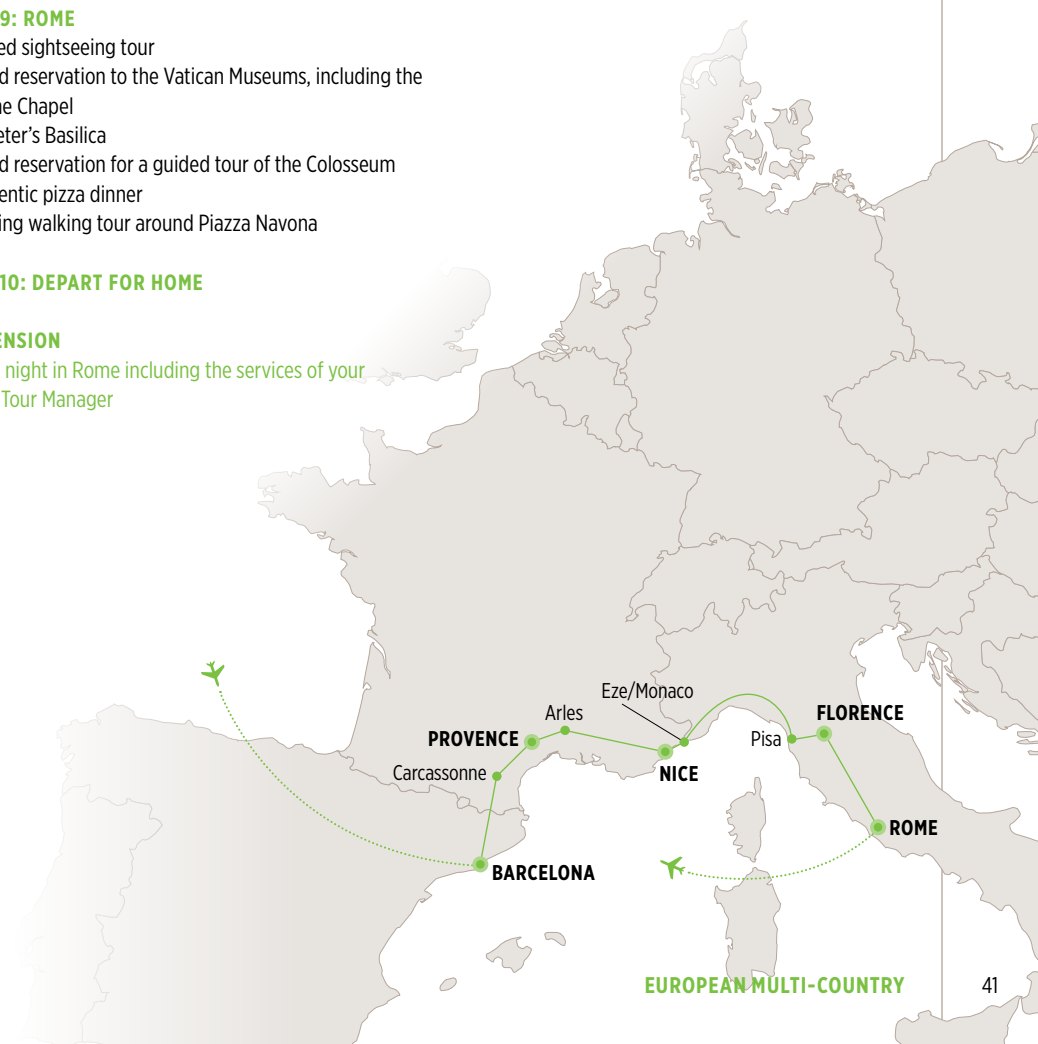 9: ROME
ed sightseeing tour
d reservation to the Vatican Museums, including the
ne Chapel
eter’s Basilica
d reservation for a guided tour of the Colosseum
entic pizza dinner
ing walking tour around Piazza Navona
10: DEPART FOR HOME
ENSION
night in Rome including the services of your
Tour Manager
Eze/Monaco
Arles
FLORENCE
PROVENCE
Pisa
Carcassonne
NICE
ROME
BARCELONA
EUROPEAN MULTI-COUNTRY 41